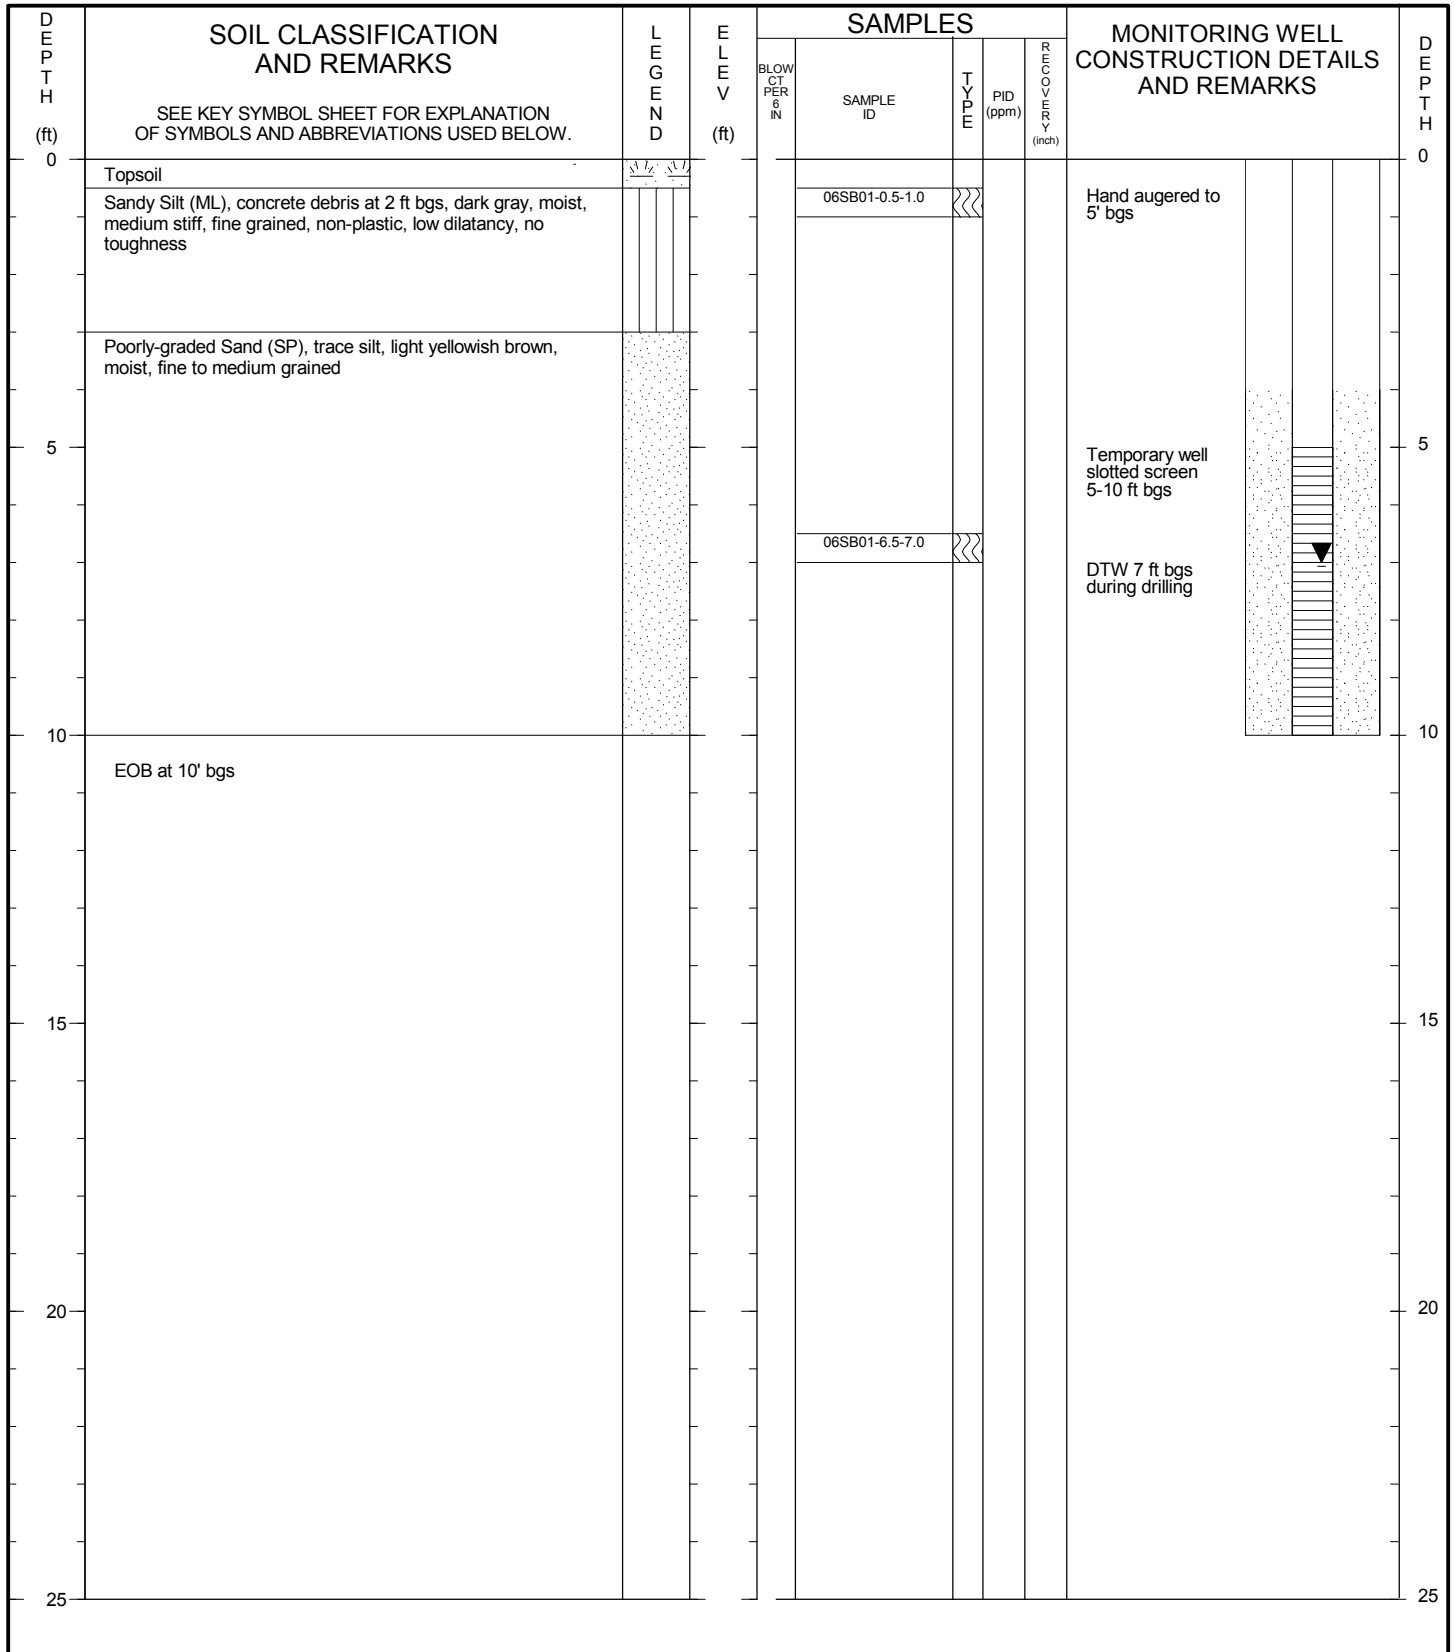 DEPTH
(ft)
SOIL CLASSIFICATION
AND REMARKS
SEE KEY SYMBOL SHEET FOR EXPLANATION
OF SYMBOLS AND ABBREVIATIONS USED BELOW.
LEGEND
ELEV
(ft)
SAMPLES
BLOW
CT
PER
6
IN
SAMPLE
ID
TYPE
PID
(ppm)
RECOVERY
(inch)
MONITORING WELL
CONSTRUCTION DETAILS
AND REMARKS
DEPTH
0
0
Topsoil
Sandy Silt (ML), concrete debris at 2 ft bgs, dark gray, moist,
medium stiff, fine grained, non-plastic, low dilatancy, no
toughness
06SB01-0.5-1.0
Hand augered to
5' bgs
Poorly-graded Sand (SP), trace silt, light yellowish brown,
moist, fine to medium grained
5
5
Temporary well
slotted screen
5-10 ft bgs
06SB01-6.5-7.0
DTW 7 ft bgs
during drilling
10
10
EOB at 10' bgs
15
15
20
20
25
25